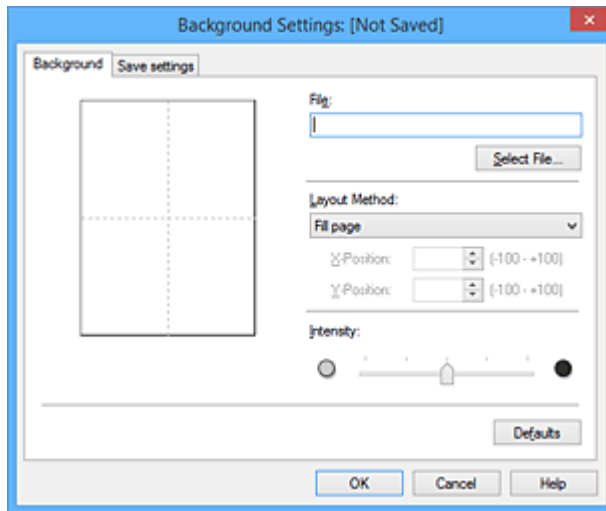 Background Settings: [Not Saved]
Background Save settings
File:
Select File...
Layout Method:
Fill page
X-Position: (-100 - +100)
Y-Position: (-100 - +100)
Intensity:
Defaults
OK Cancel Help